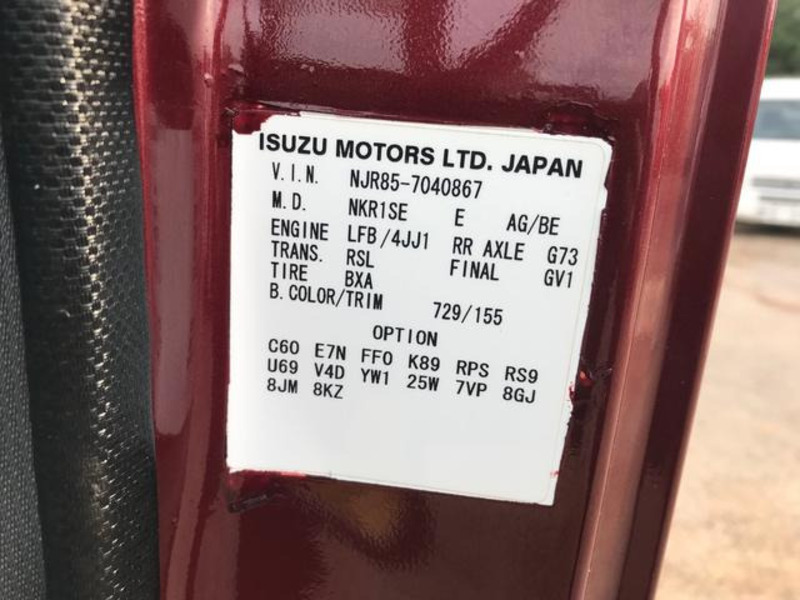 ISUZU MOTORS LTD. JAPAN
V.I.N. NJR85-7040867
M.D. NKR1SE E AG/BE
ENGINE LFB/4JJ1 RR AXLE G73
TRANS. RSL FINAL GV1
TIRE BXA
B.COLOR/TRIM 729/155
OPTION
C60 E7N FF0 K89 RPS RS9
U69 V4D YW1 25W 7VP 8GJ
8JM 8KZ